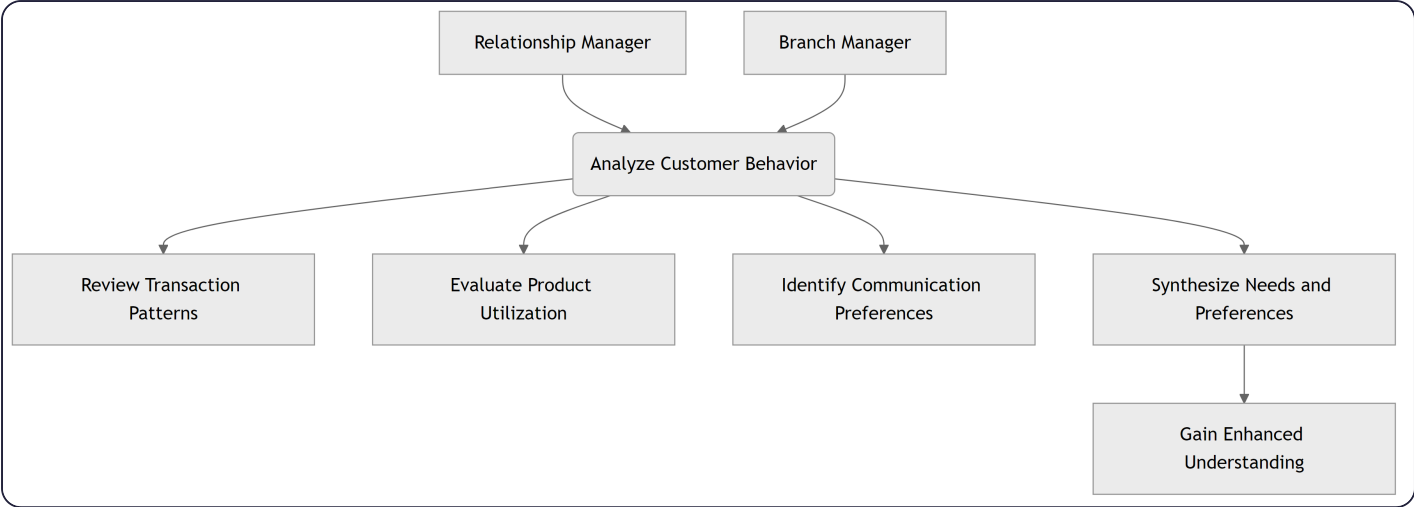 Relationship Manager
Branch Manager
Analyze Customer Behavior
Review Transaction
Patterns
Evaluate Product
Utilization
Identify Communication
Preferences
Synthesize Needs and
Preferences
Gain Enhanced
Understanding